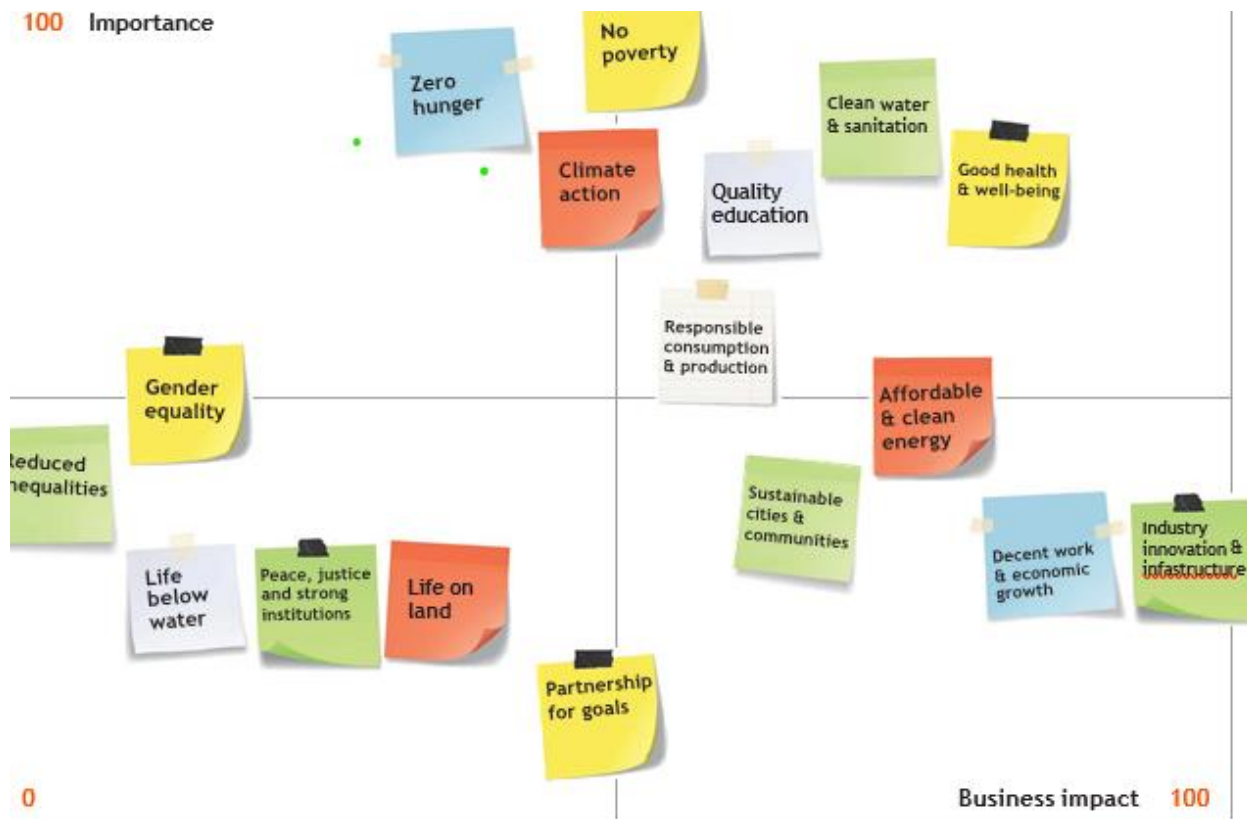 100 Importance
No
poverty
Zero
hunger
Clean water
& sanitation
Climate
action
Good health
& well-being
Quality
education
Responsible
consumption
& production
Gender
equality
Affordable
& clean
energy
Reduced
nequalities
Sustainable
cities &
communities
Industry
innovation &
infastructure
Decent work
& economic
growth
Life
below
water
Peace, justice
and strong
institutions
Life on
land
Partnership
for goals
0
Business impact 100